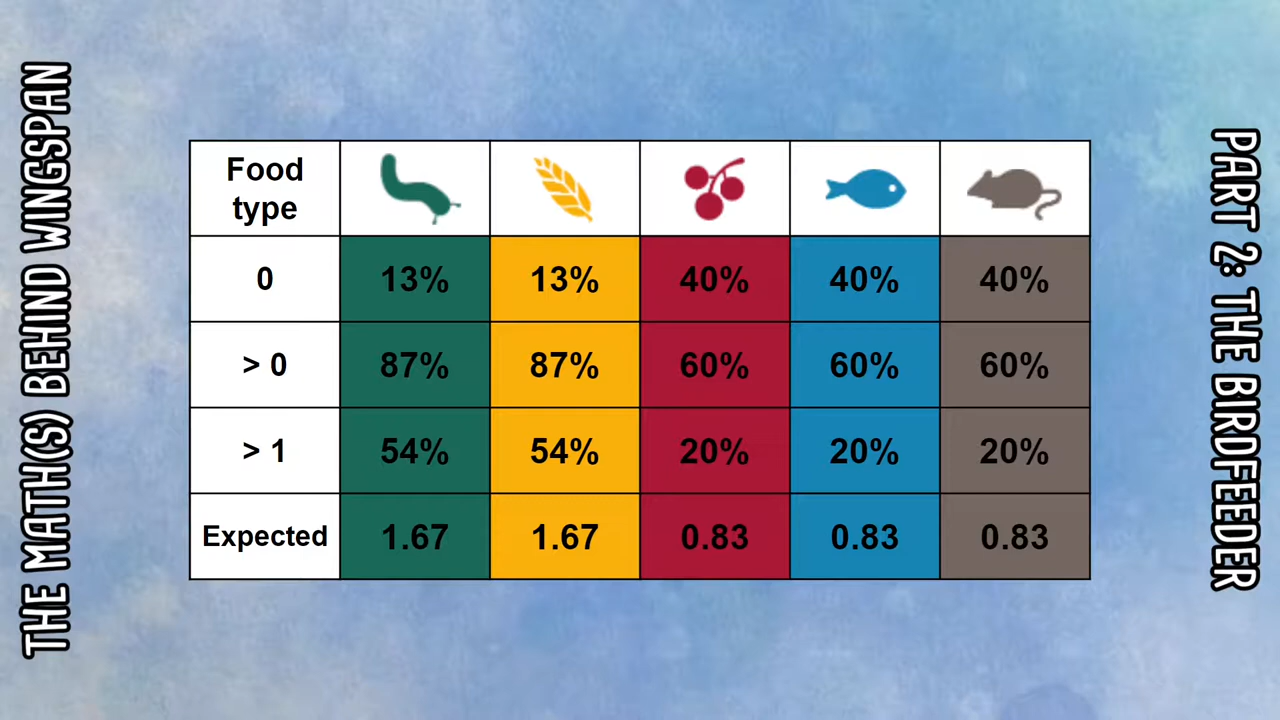 THE MATH(S) BEHIND WINGSPAN
Food
type
0 13% 13% 40% 40% 40%
> 0 87% 87% 60% 60% 60%
> 1 54% 54% 20% 20% 20%
Expected 1.67 1.67 0.83 0.83 0.83
PART 2: THE BIRDFEEDER